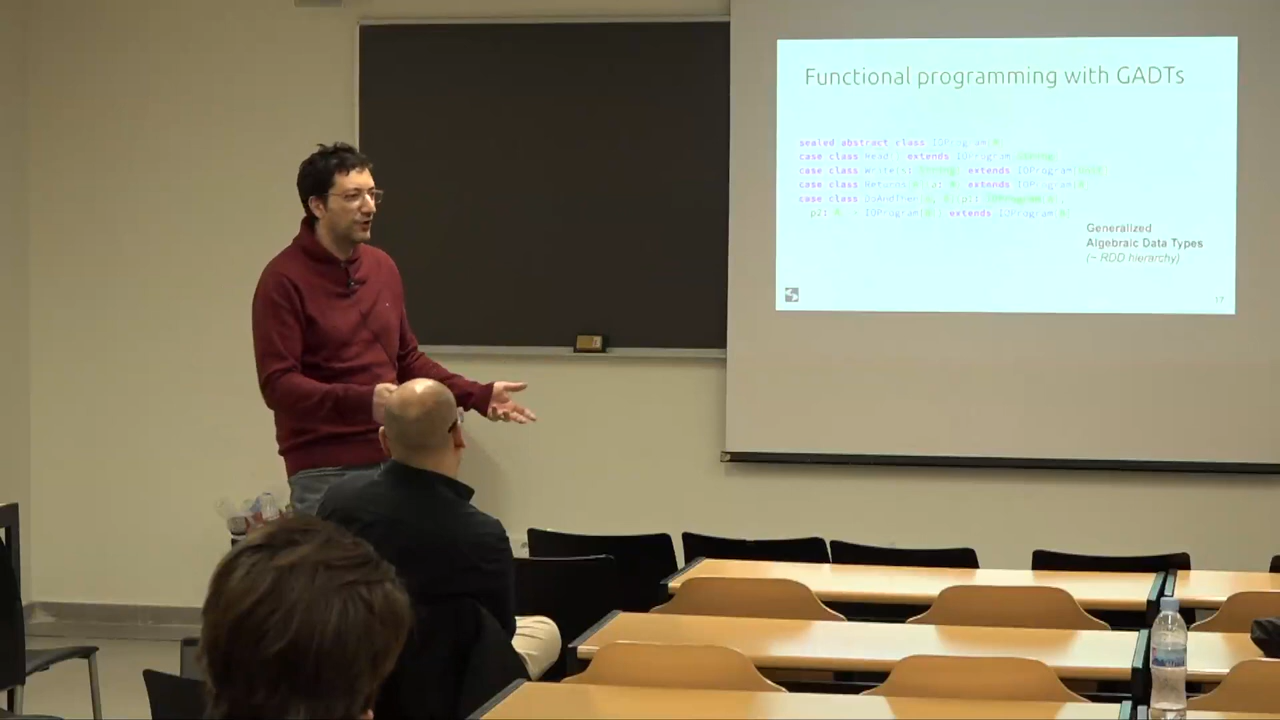 Functional programming with GADTs
sealed abstract class IOProgram[A]
case class Read() extends IOProgram[String]
case class Write(s: String) extends IOProgram[Unit]
case class Returns[A](p: A) extends IOProgram[A]
case class DoAndThen[A, B](p1: IOProgram[A],
p2: A => IOProgram[B]) extends IOProgram[B]
Generalized
Algebraic Data Types
(~ RDD hierarchy)
17